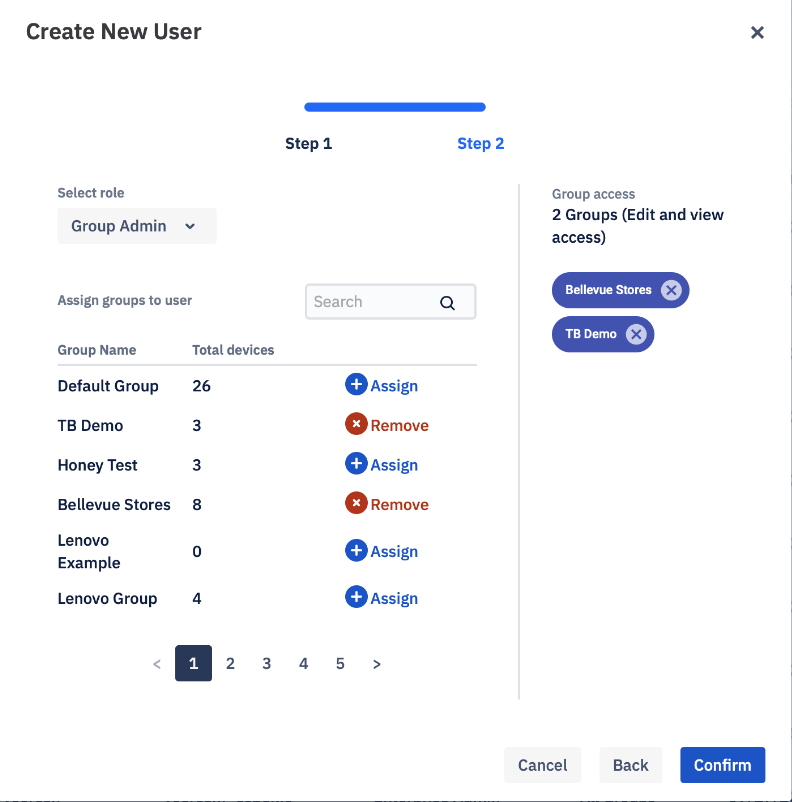 Create New User
Step 1
Step 2
Select role
Group Admin
Assign groups to user
Search
Group Name Total devices
Default Group 26 Assign
TB Demo 3 Remove
Honey Test 3 Assign
Bellevue Stores 8 Remove
Lenovo
Example 0 Assign
Lenovo Group 4 Assign
< 1 2 3 4 5 >
Group access
2 Groups (Edit and view
access)
Bellevue Stores
TB Demo
Cancel Back Confirm